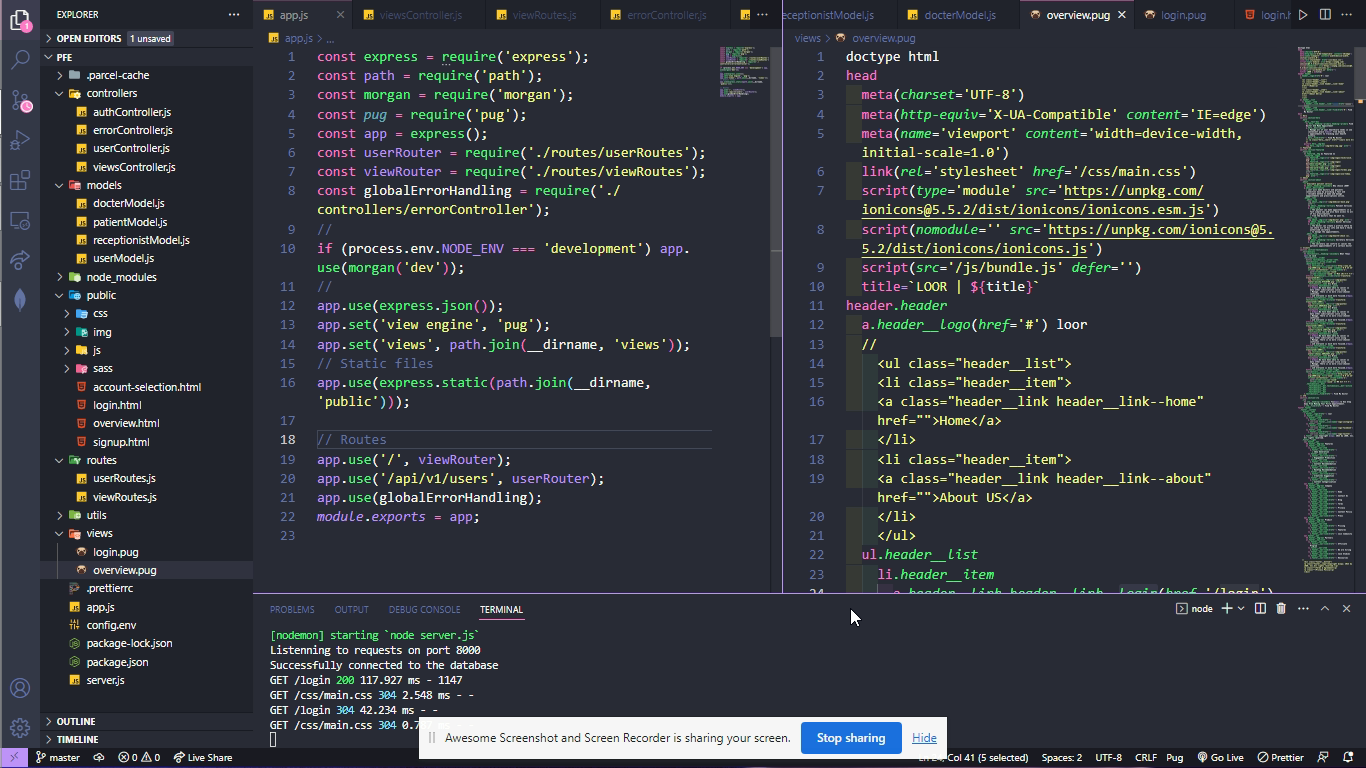 EXPLORER
OPEN EDITORS 1 unsaved
PFE
.parcel-cache
controllers
authController.js
errorController.js
userController.js
viewsController.js
models
docterModel.js
patientModel.js
receptionistModel.js
userModel.js
node_modules
public
css
img
js
sass
account-selection.html
login.html
overview.html
signup.html
routes
userRoutes.js
viewRoutes.js
utils
views
login.pug
overview.pug
.prettierrc
app.js
config.env
package-lock.json
package.json
server.js
OUTLINE
TIMELINE
app.js
viewsController.js
viewRoutes.js
errorController.js
app.js > ...
1 const express = require('express');
2 const path = require('path');
3 const morgan = require('morgan');
4 const pug = require('pug');
5 const app = express();
6 const userRouter = require('./routes/userRoutes');
7 const viewRouter = require('./routes/viewRoutes');
8 const globalErrorHandling = require('./
controllers/errorController');
9 //
10 if (process.env.NODE_ENV === 'development') app.
use(morgan('dev'));
11 //
12 app.use(express.json());
13 app.set('view engine', 'pug');
14 app.set('views', path.join(__dirname, 'views'));
15 // Static files
16 app.use(express.static(path.join(__dirname,
'public')));
17
18 // Routes
19 app.use('/', viewRouter);
20 app.use('/api/v1/users', userRouter);
21 app.use(globalErrorHandling);
22 module.exports = app;
23
eceptionistModel.js
docterModel.js
overview.pug
login.pug
login.h
views > overview.pug
1 doctype html
2 head
3 meta(charset='UTF-8')
4 meta(http-equiv='X-UA-Compatible' content='IE=edge')
5 meta(name='viewport' content='width=device-width,
initial-scale=1.0')
6 link(rel='stylesheet' href='/css/main.css')
7 script(type='module' src='https://unpkg.com/
ionicons@5.5.2/dist/ionicons/ionicons.esm.js')
8 script(nomodule='' src='https://unpkg.com/ionicons@5.
5.2/dist/ionicons/ionicons.js')
9 script(src='/js/bundle.js' defer='')
10 title=`LOOR | ${title}`
11 header.header
12 a.header__logo(href='#') loor
13 //
14 <ul class="header__list">
15 <li class="header__item">
16 <a class="header__link header__link--home"
href="">Home</a>
17 </li>
18 <li class="header__item">
19 <a class="header__link header__link--about"
href="">About US</a>
20 </li>
21 </ul>
22 ul.header__list
23 li.header__item
24 a.header__link.header__link--login(href='/login')
PROBLEMS OUTPUT DEBUG CONSOLE TERMINAL
node
[nodemon] starting `node server.js`
Listening to requests on port 8000
Successfully connected to the database
GET /login 200 117.927 ms - 1147
GET /css/main.css 304 2.548 ms - -
GET /login 304 42.234 ms - -
GET /css/main.css 304
Awesome Screenshot and Screen Recorder is sharing your screen.
Stop sharing
Hide
master 0 0 Live Share
Ln 24, Col 41 (5 selected) Spaces: 2 UTF-8 CRLF Pug Go Live Prettier